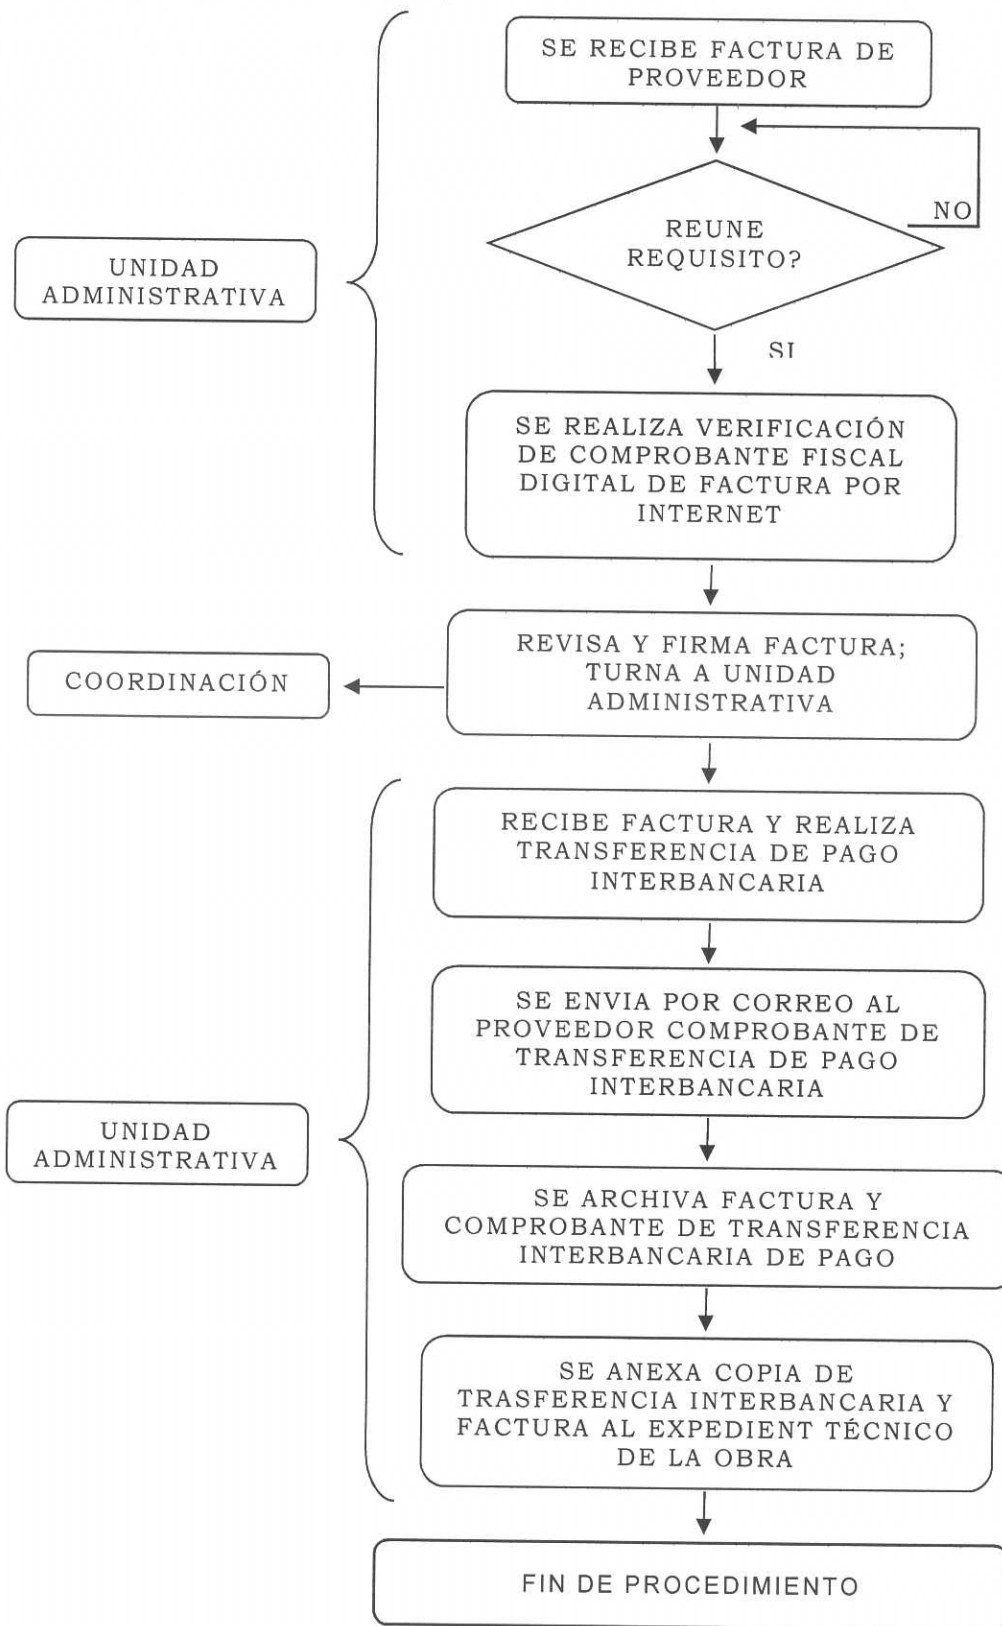 SE RECIBE FACTURA DE
PROVEEDOR
NO
REUNE
REQUISITO?
UNIDAD
ADMINISTRATIVA
SI
SE REALIZA VERIFICACIÓN
DE COMPROBANTE FISCAL
DIGITAL DE FACTURA POR
INTERNET
REVISA Y FIRMA FACTURA;
TURNA A UNIDAD
ADMINISTRATIVA
COORDINACIÓN
RECIBE FACTURA Y REALIZA
TRANSFERENCIA DE PAGO
INTERBANCARIA
SE ENVIA POR CORREO AL
PROVEEDOR COMPROBANTE DE
TRANSFERENCIA DE PAGO
INTERBANCARIA
UNIDAD
ADMINISTRATIVA
SE ARCHIVA FACTURA Y
COMPROBANTE DE TRANSFERENCIA
INTERBANCARIA DE PAGO
SE ANEXA COPIA DE
TRASFERENCIA INTERBANCARIA Y
FACTURA AL EXPEDIENT TÉCNICO
DE LA OBRA
FIN DE PROCEDIMIENTO